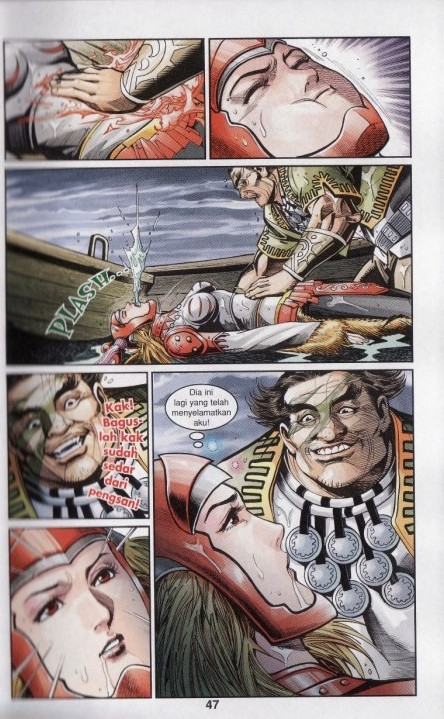 PLASH...
Kak!
Bagus-
lah kak
sudah
sedar
dari
pengsan!
Dia ini
lagi yang telah
menyelamatkan
aku!
47